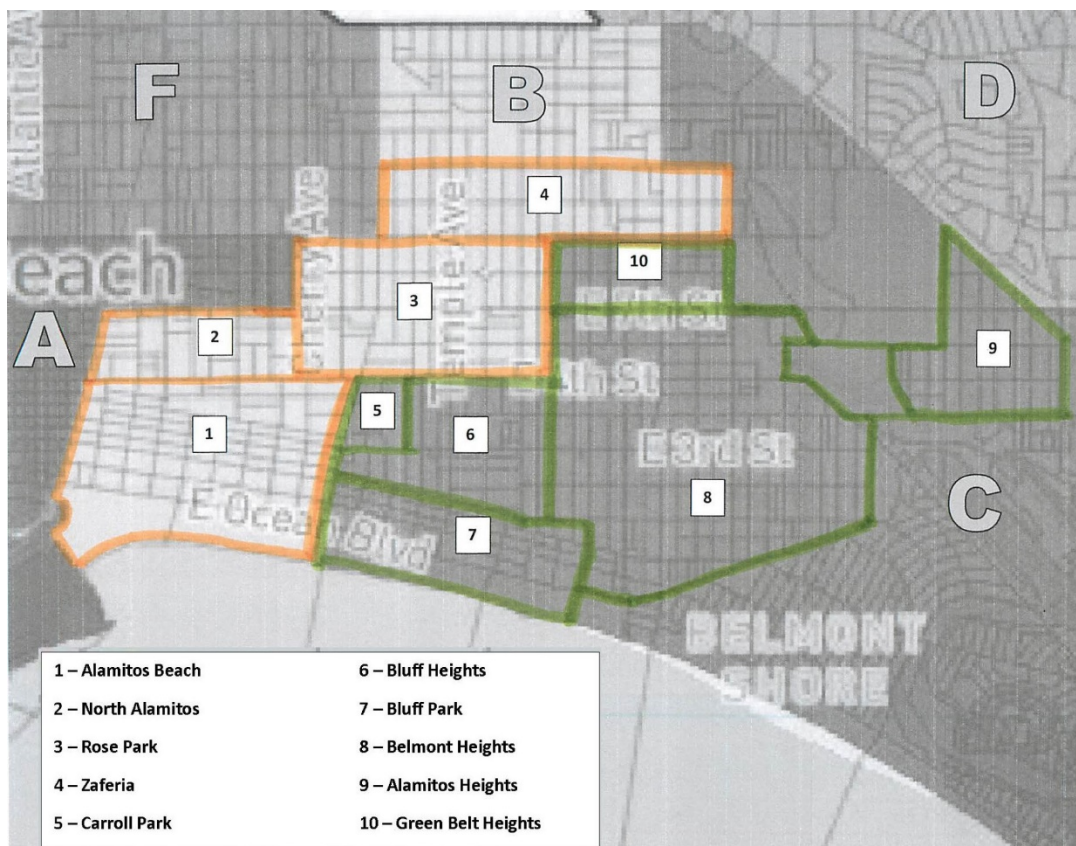 F
B
D
Atlantic A
Cherry Ave
Temple Ave
4
10
each
3
E 7th St
A
2
9
4th St
5
1
6
E 3rd St
8
C
E Ocean Blvd
7
BELMONT
SHORE
1 – Alamitos Beach
2 – North Alamitos
3 – Rose Park
4 – Zaferia
5 – Carroll Park
6 – Bluff Heights
7 – Bluff Park
8 – Belmont Heights
9 – Alamitos Heights
10 – Green Belt Heights